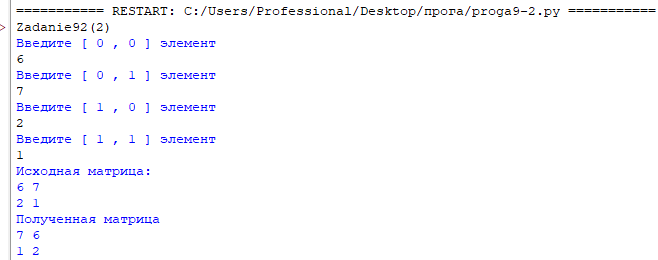 =========== RESTART: C:/Users/Professional/Desktop/прога/proga9-2.py ===========
> Zadanie92(2)
Введите [ 0 , 0 ] элемент
6
Введите [ 0 , 1 ] элемент
7
Введите [ 1 , 0 ] элемент
2
Введите [ 1 , 1 ] элемент
1
Исходная матрица:
6 7
2 1
Полученная матрица
7 6
1 2